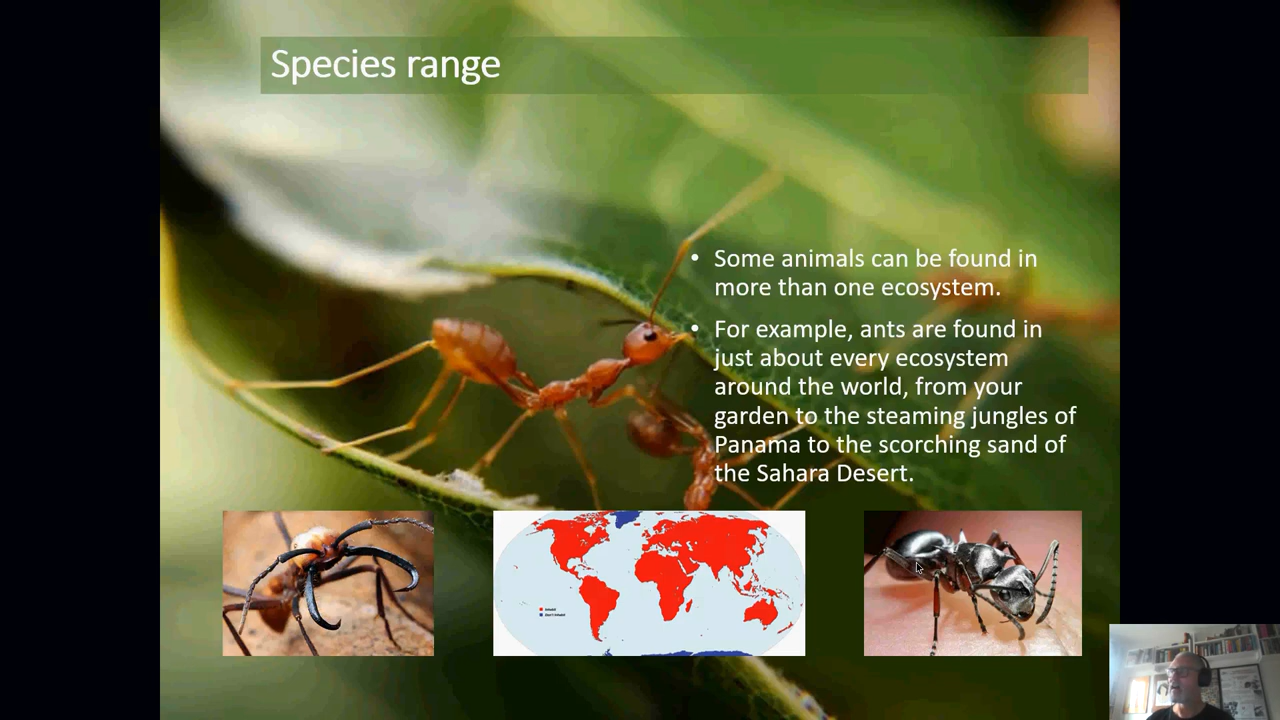 Species range
• Some animals can be found in
more than one ecosystem.
• For example, ants are found in
just about every ecosystem
around the world, from your
garden to the steaming jungles of
Panama to the scorching sand of
the Sahara Desert.